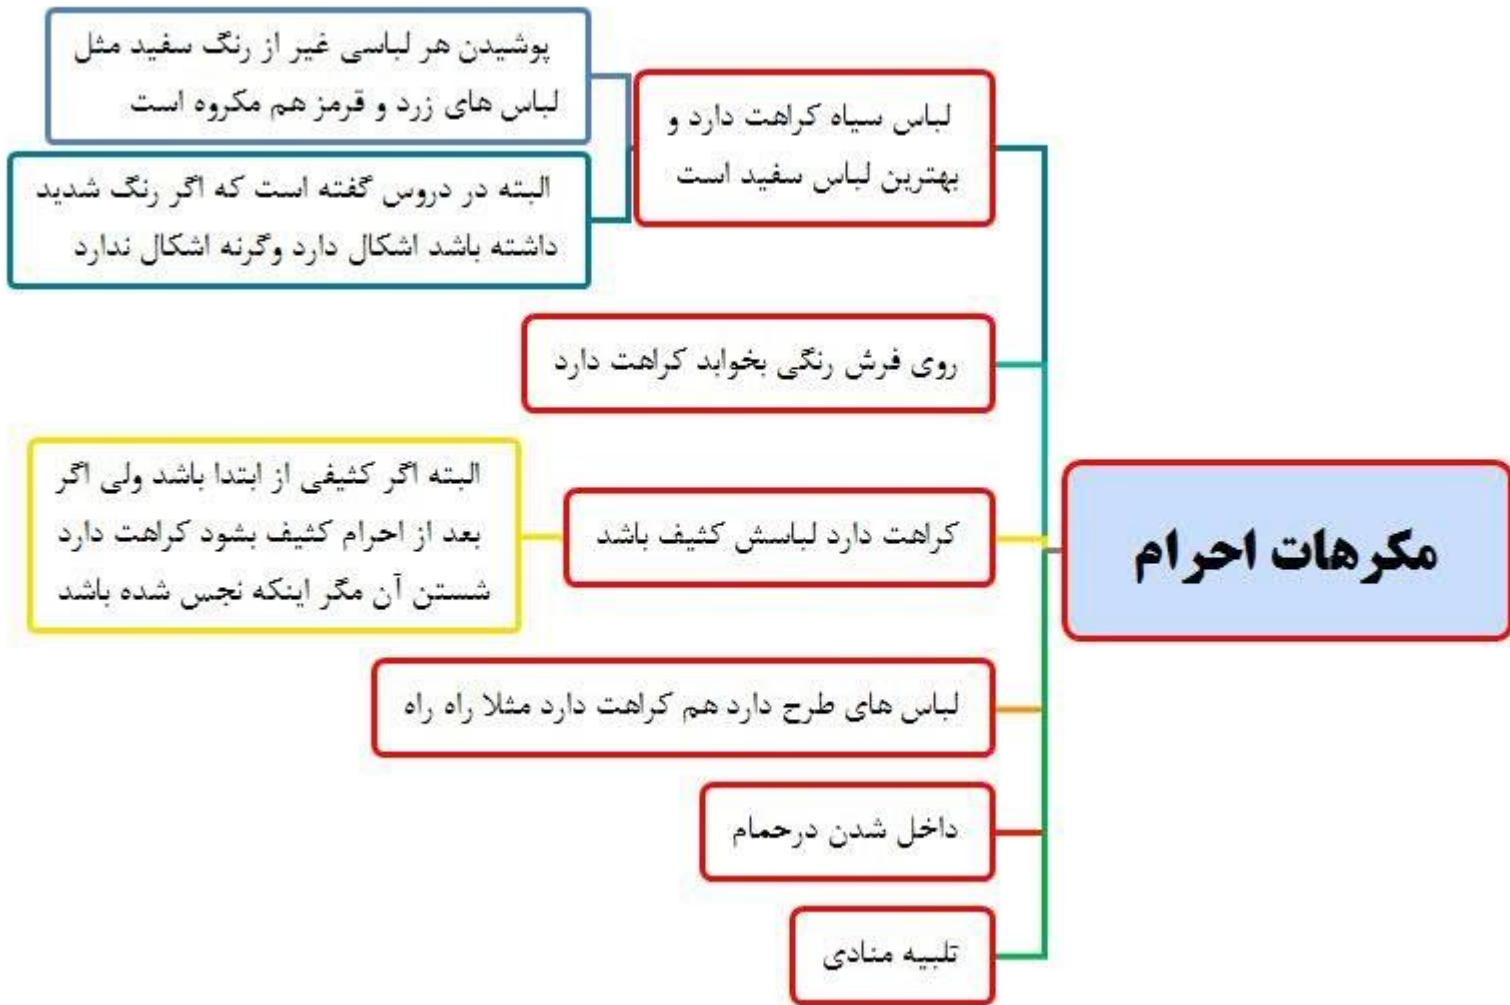 مکرهات احرام
لباس سیاه کراهت دارد و
بهترین لباس سفید است
پوشیدن هر لباسی غیر از رنگ سفید مثل
لباس های زرد و قرمز هم مکروه است
البته در دروس گفته است که اگر رنگ شدید
داشته باشد اشکال دارد وگرنه اشکال ندارد
روی فرش رنگی بخوابد کراهت دارد
کراهت دارد لباسش کثیف باشد
البته اگر کثیفی از ابتدا باشد ولی اگر
بعد از احرام کثیف بشود کراهت دارد
شستن آن مگر اینکه نجس شده باشد
لباس های طرح دارد هم کراهت دارد مثلا راه راه
داخل شدن درحمام
تلبیه منادی